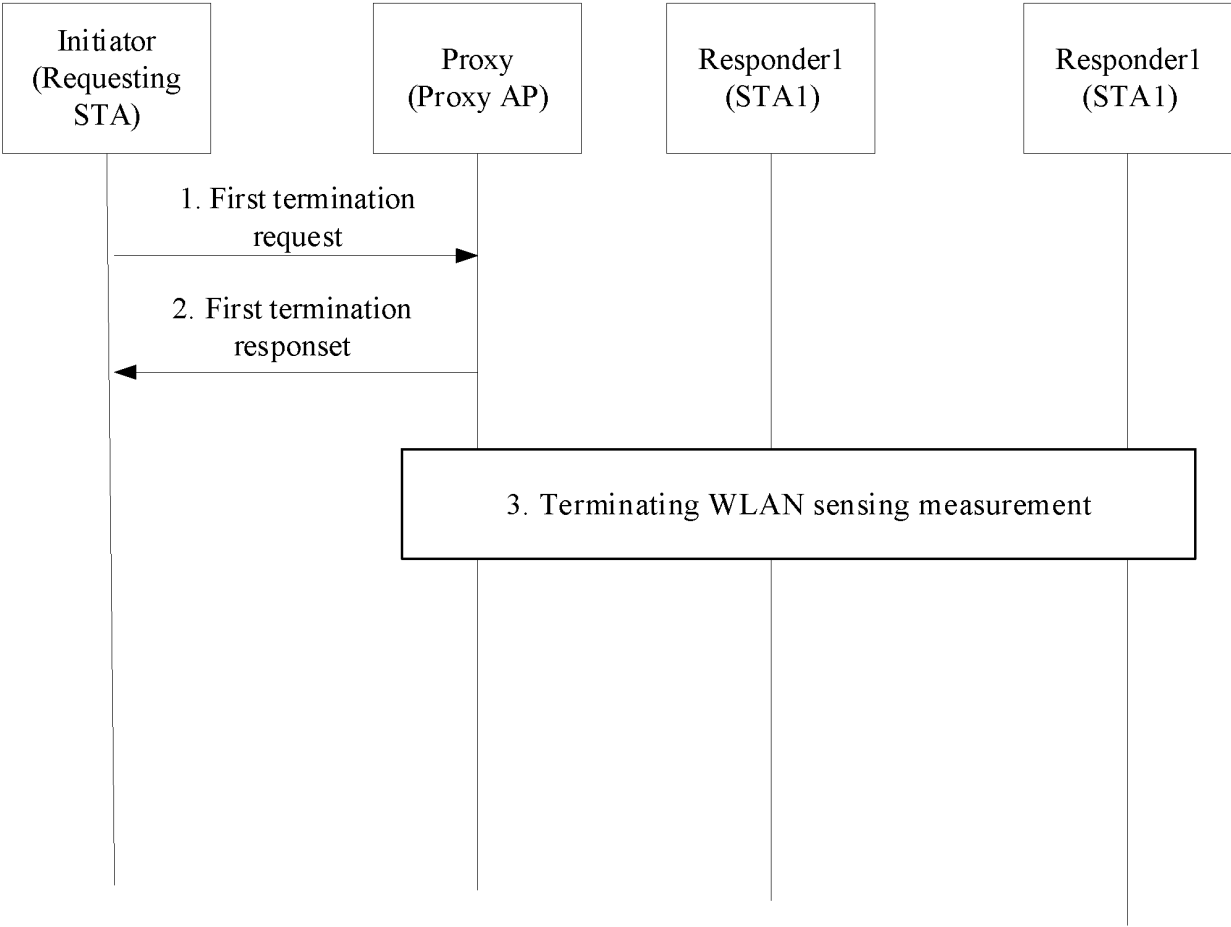 Initiator
(Requesting
STA)
Proxy
(Proxy AP)
Responder1
(STA1)
Responder1
(STA1)
1. First termination
request
2. First termination
responset
3. Terminating WLAN sensing measurement